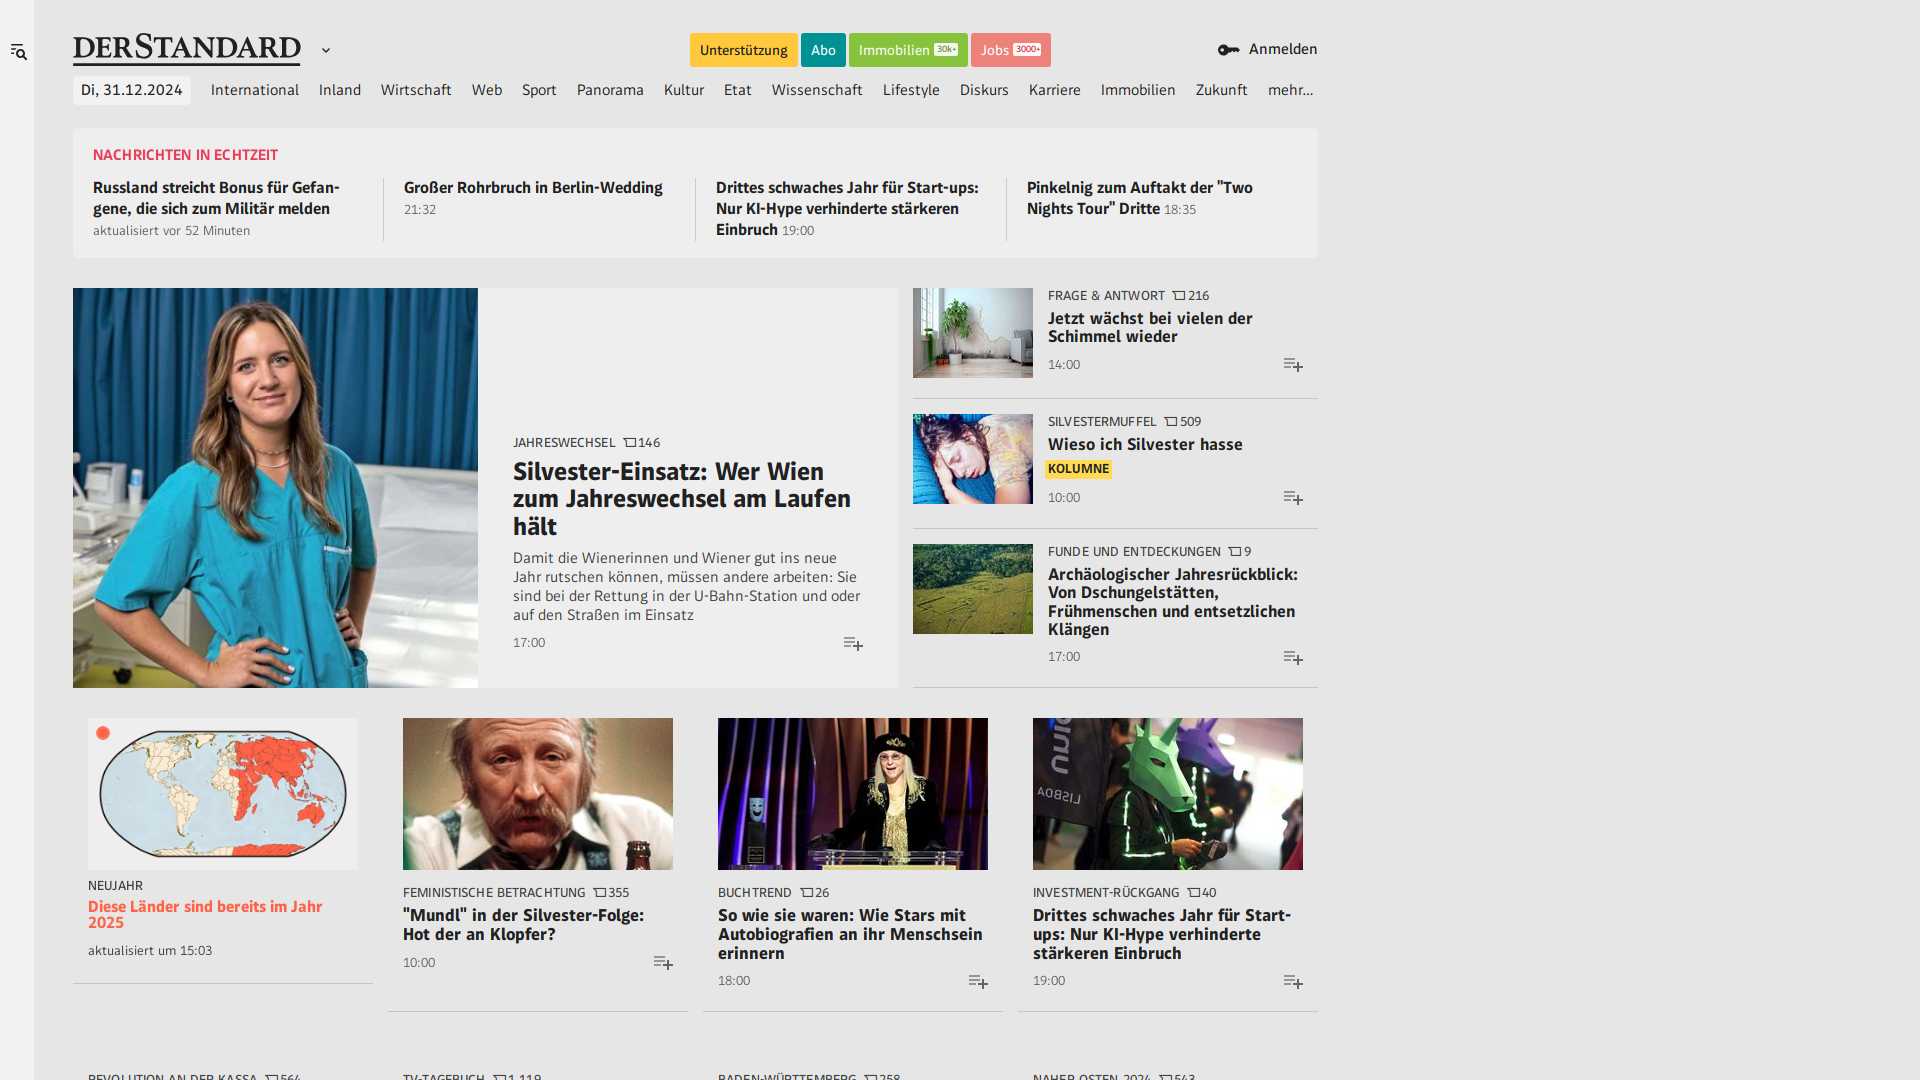 DERSTANDARD
Unterstützung
Abo
Immobilien 30k+
Jobs 3000+
Anmelden
Di, 31.12.2024
International
Inland
Wirtschaft
Web
Sport
Panorama
Kultur
Etat
Wissenschaft
Lifestyle
Diskurs
Karriere
Immobilien
Zukunft
mehr...
NACHRICHTEN IN ECHTZEIT
Russland streicht Bonus für Gefan-
gene, die sich zum Militär melden
aktualisiert vor 52 Minuten
Großer Rohrbruch in Berlin-Wedding
21:32
Drittes schwaches Jahr für Start-ups:
Nur KI-Hype verhinderte stärkeren
Einbruch 19:00
Pinkelnig zum Auftakt der "Two
Nights Tour" Dritte 18:35
JAHRESWECHSEL 146
Silvester-Einsatz: Wer Wien
zum Jahreswechsel am Laufen
hält
Damit die Wienerinnen und Wiener gut ins neue
Jahr rutschen können, müssen andere arbeiten: Sie
sind bei der Rettung in der U-Bahn-Station und oder
auf den Straßen im Einsatz
17:00
FRAGE & ANTWORT 216
Jetzt wächst bei vielen der
Schimmel wieder
14:00
SILVESTERMUFFEL 509
Wieso ich Silvester hasse
KOLUMNE
10:00
FUNDE UND ENTDECKUNGEN 9
Archäologischer Jahresrückblick:
Von Dschungelstätten,
Frühmenschen und entsetzlichen
Klängen
17:00
NEUJAHR
Diese Länder sind bereits im Jahr
2025
aktualisiert um 15:03
FEMINISTISCHE BETRACHTUNG 355
"Mundl" in der Silvester-Folge:
Hot der an Klopfer?
10:00
BUCHTREND 26
So wie sie waren: Wie Stars mit
Autobiografien an ihr Menschsein
erinnern
18:00
LISBOA
INVESTMENT-RÜCKGANG 40
Drittes schwaches Jahr für Start-
ups: Nur KI-Hype verhinderte
stärkeren Einbruch
19:00
REVOLUTION AN DER KASSA 564
TV-TAGEBUCH 1.119
BADEN-WÜRTTEMBERG 258
NAHER OSTEN 2024 543